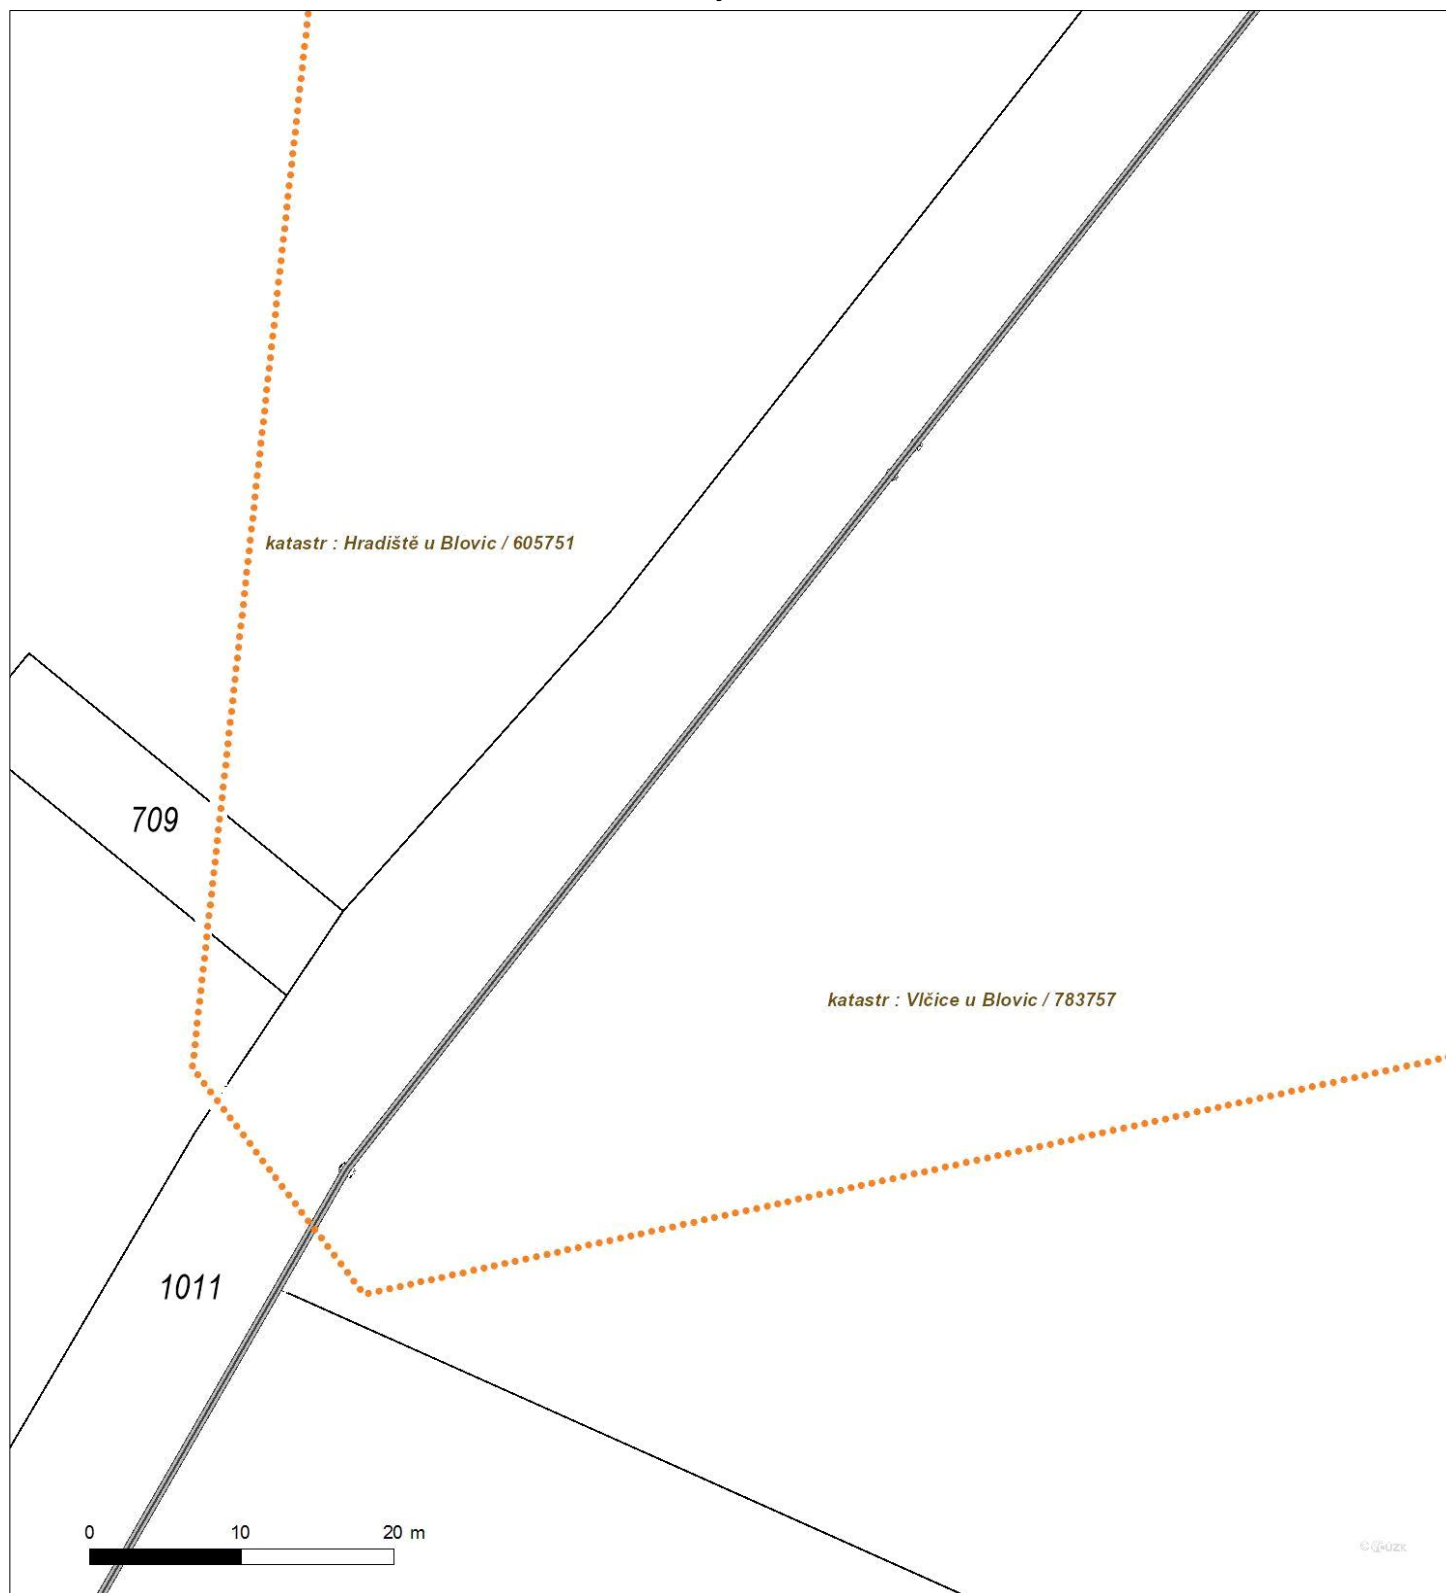 katastr : Hradiště u Blovic / 605751
709
katastr : Vlčice u Blovic / 783757
1011
0 10 20 m